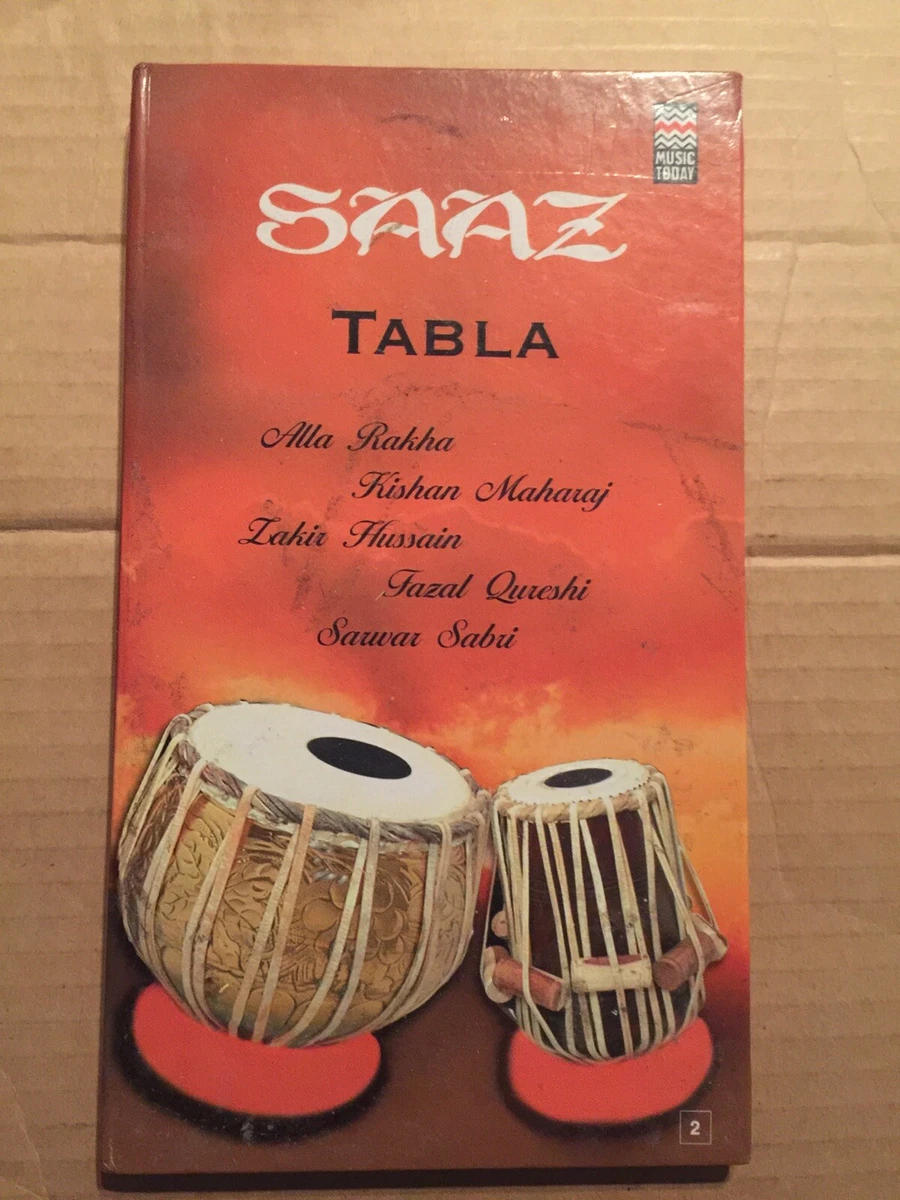 MUSIC
TODAY
SAAZ
TABLA
Alla Rakha
Kishan Maharaj
Zakir Hussain
Fazal Qureshi
Sarwar Sabri
2